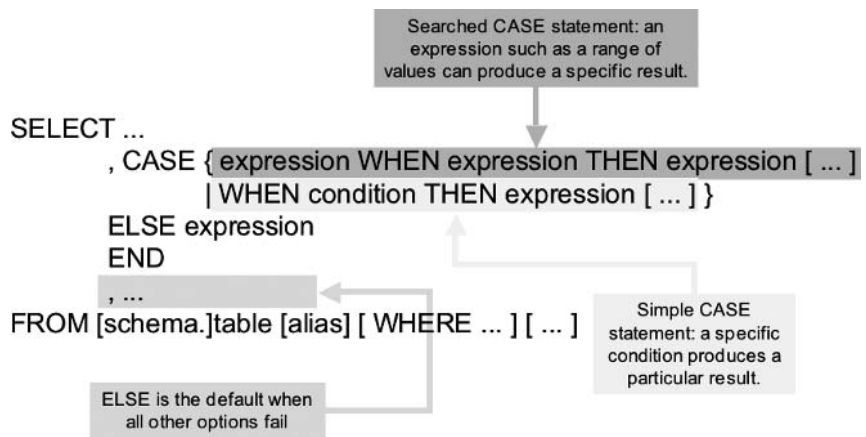 Searched CASE statement: an
expression such as a range of
values can produce a specific result.
SELECT ...
, CASE { expression WHEN expression THEN expression [ ... ]
| WHEN condition THEN expression [ ... ] }
ELSE expression
END
, ...
FROM [schema.]table [alias] [ WHERE ... ] [ ... ]
Simple CASE
statement: a specific
condition produces a
particular result.
ELSE is the default when
all other options fail